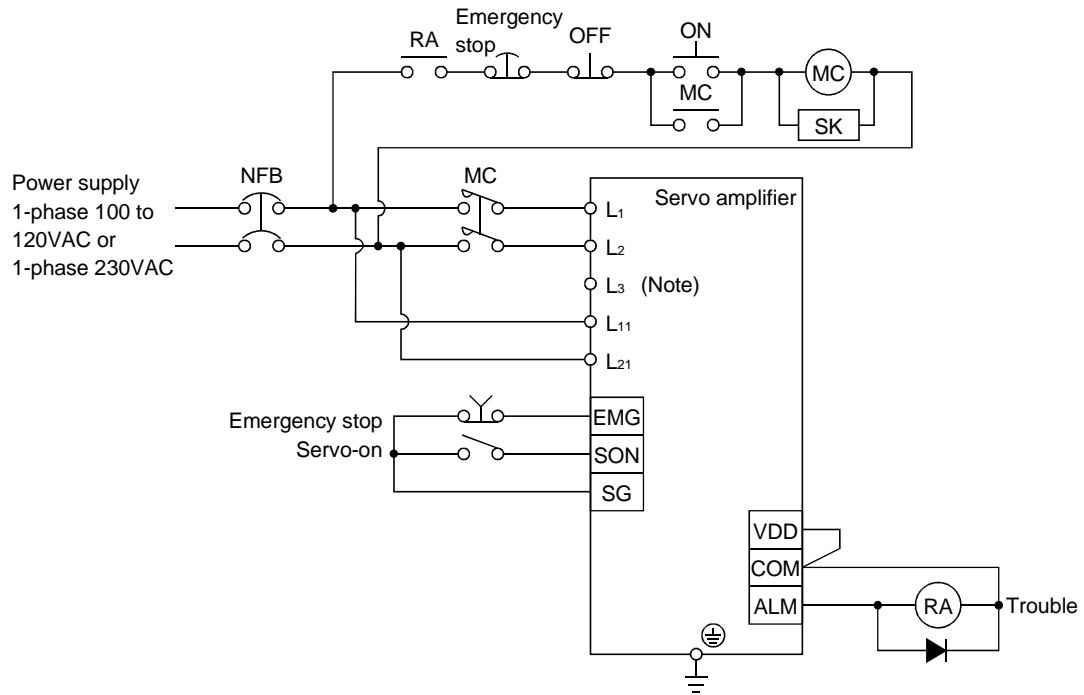 Emergency
stop
RA
OFF
ON
MC
MC
SK
Power supply
1-phase 100 to
120VAC or
1-phase 230VAC
NFB
MC
Servo amplifier
L1
L2
L3 (Note)
L11
L21
Emergency stop
Servo-on
EMG
SON
SG
VDD
COM
ALM
RA
Trouble